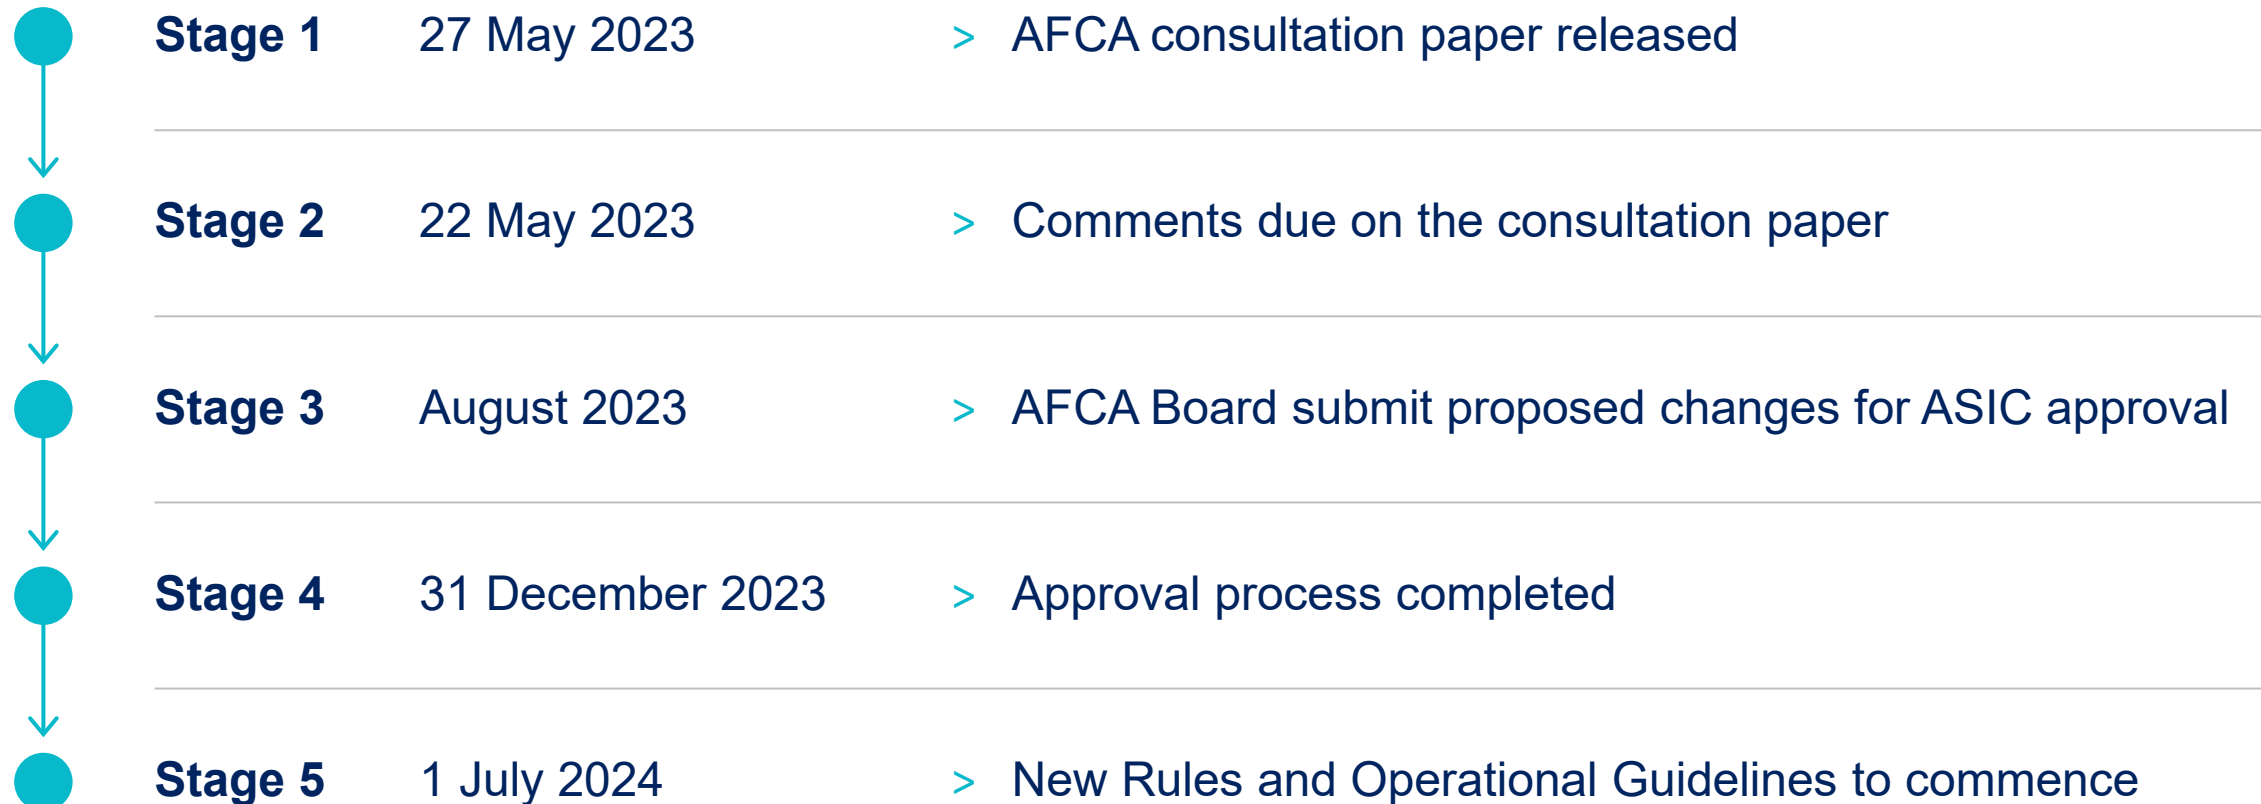 Stage 1 27 May 2023 > AFCA consultation paper released
Stage 2 22 May 2023 > Comments due on the consultation paper
Stage 3 August 2023 > AFCA Board submit proposed changes for ASIC approval
Stage 4 31 December 2023 > Approval process completed
Stage 5 1 July 2024 > New Rules and Operational Guidelines to commence